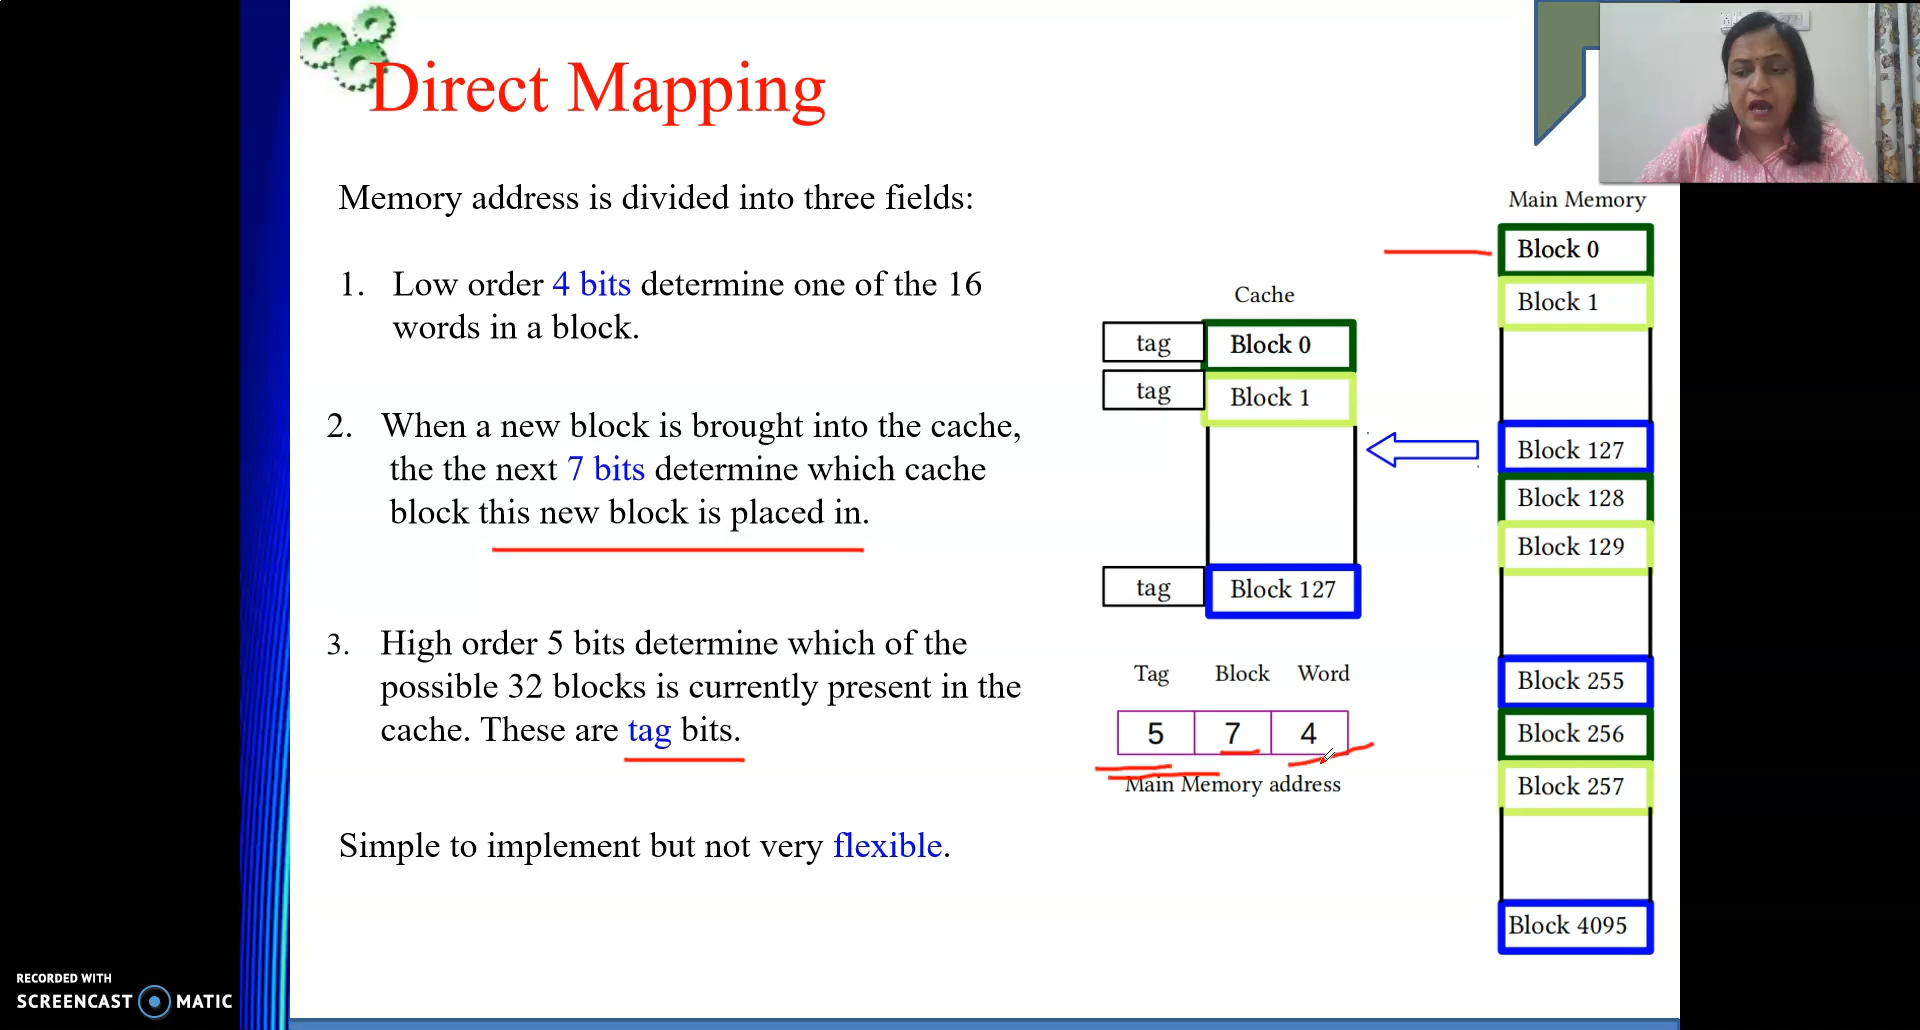 Direct Mapping
Memory address is divided into three fields:
1. Low order 4 bits determine one of the 16
words in a block.
2. When a new block is brought into the cache,
the the next 7 bits determine which cache
block this new block is placed in.
3. High order 5 bits determine which of the
possible 32 blocks is currently present in the
cache. These are tag bits.
Simple to implement but not very flexible.
Cache
tag Block 0
tag Block 1
tag Block 127
Tag Block Word
5 7 4
Main Memory address
Main Memory
Block 0
Block 1
Block 127
Block 128
Block 129
Block 255
Block 256
Block 257
Block 4095
RECORDED WITH
SCREENCAST MATIC